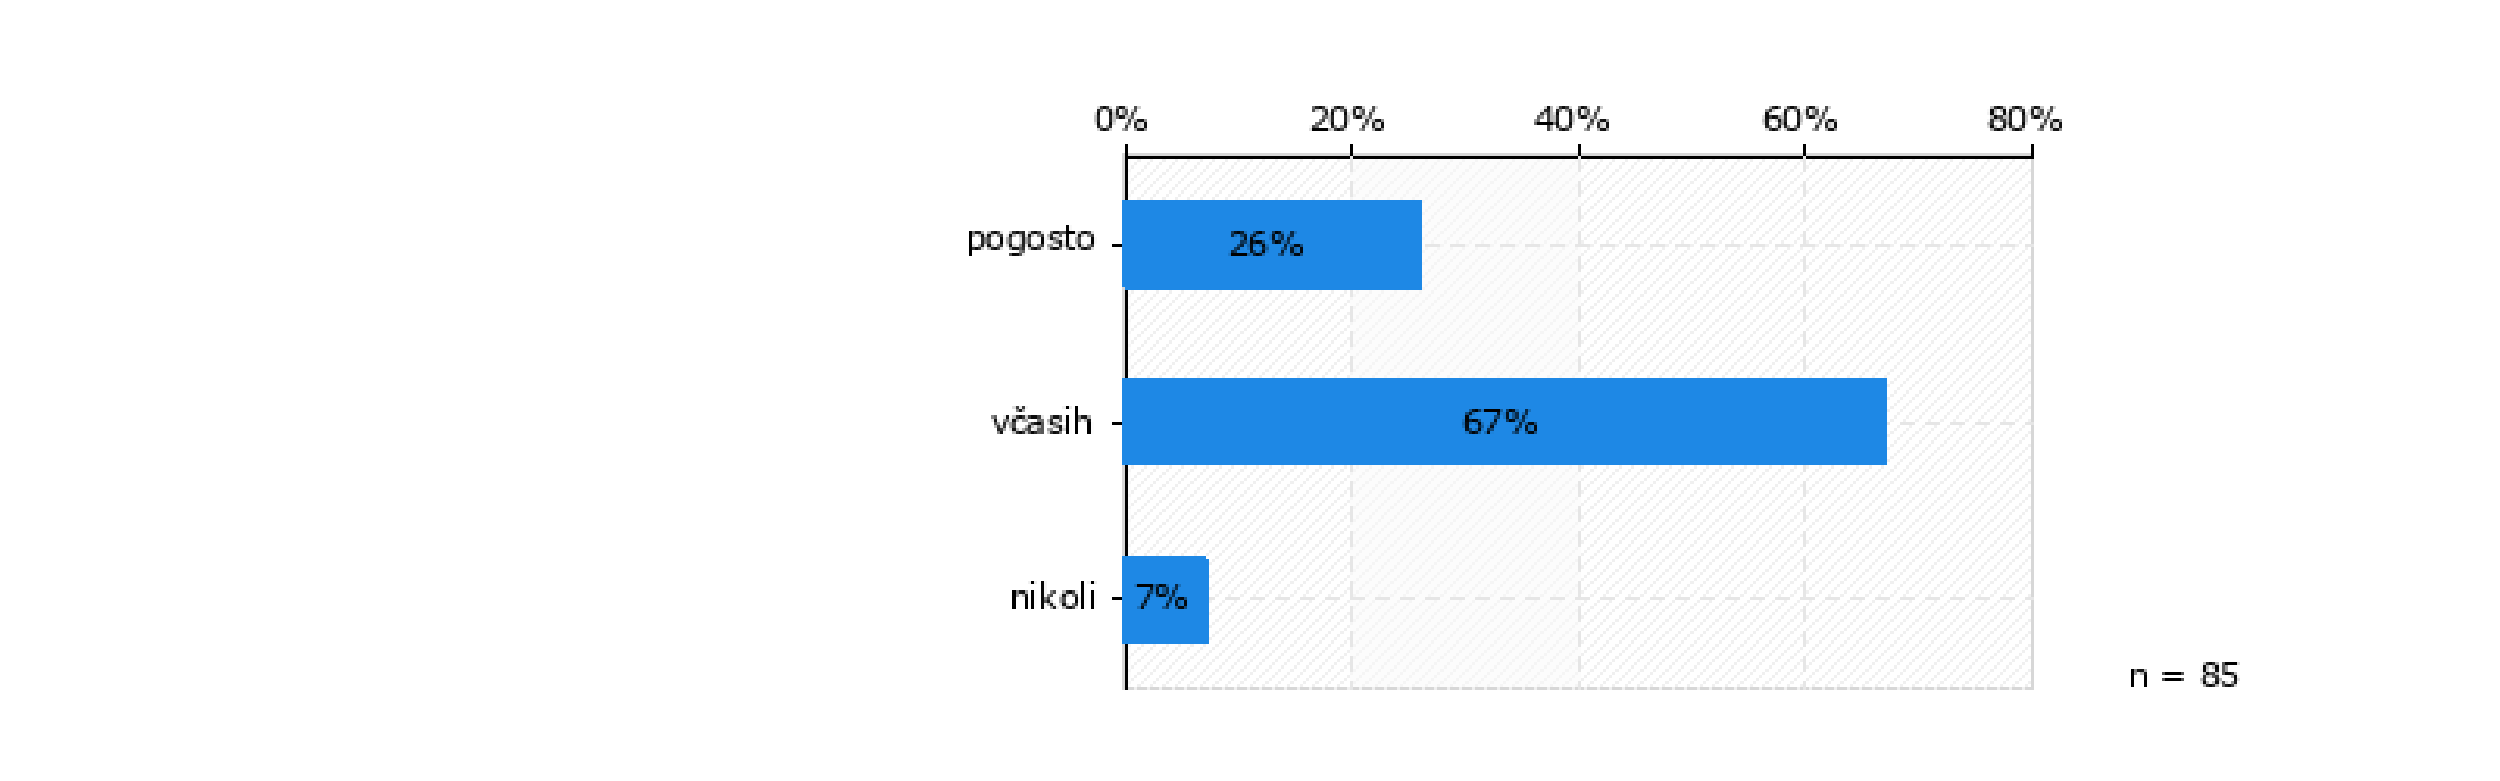 0% 20% 40% 60% 80%
pogosto 26%
včasih 67%
nikoli 7%
n = 85